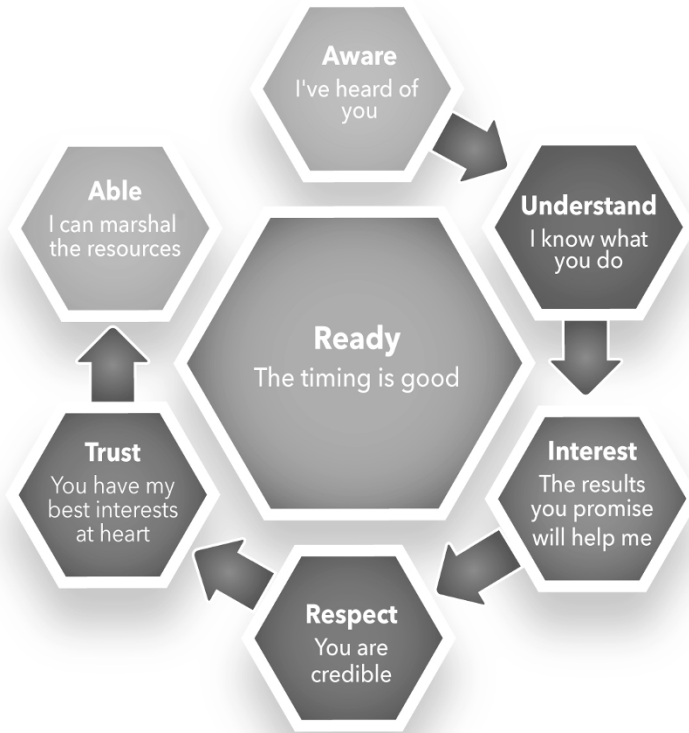 Aware
I've heard of
you
Understand
I know what
you do
Interest
The results
you promise
will help me
Respect
You are
credible
Trust
You have my
best interests
at heart
Able
I can marshal
the resources
Ready
The timing is good